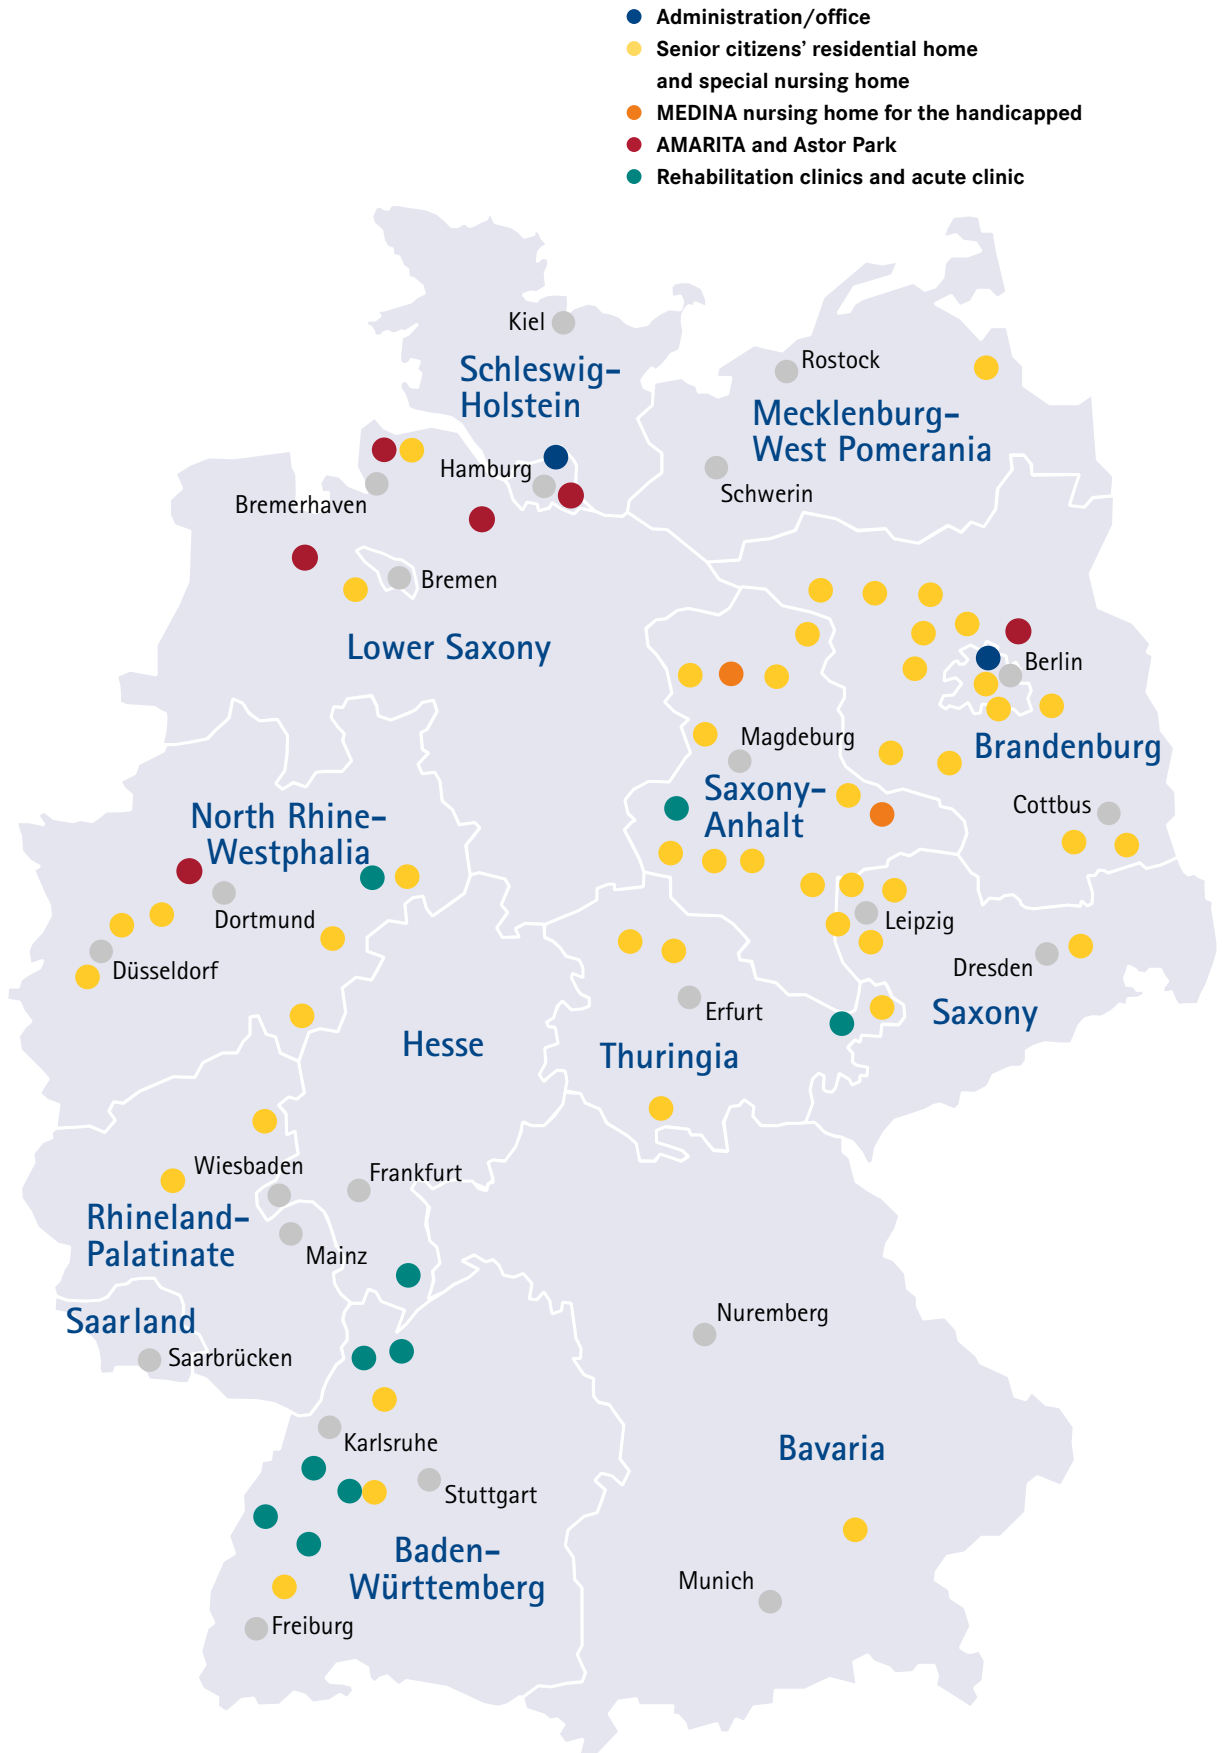 Administration/office
Senior citizens’ residential home
and special nursing home
MEDINA nursing home for the handicapped
AMARITA and Astor Park
Rehabilitation clinics and acute clinic
Kiel
Rostock
Schleswig-
Holstein
Mecklenburg-
West Pomerania
Hamburg
Schwerin
Bremerhaven
Bremen
Lower Saxony
Berlin
Magdeburg
Brandenburg
Saxony-
Anhalt
Cottbus
North Rhine-
Westphalia
Dortmund
Leipzig
Düsseldorf
Dresden
Erfurt
Saxony
Hesse
Thuringia
Wiesbaden
Frankfurt
Rhineland-
Palatinate
Mainz
Saarland
Nuremberg
Saarbrücken
Karlsruhe
Bavaria
Stuttgart
Baden-
Württemberg
Munich
Freiburg